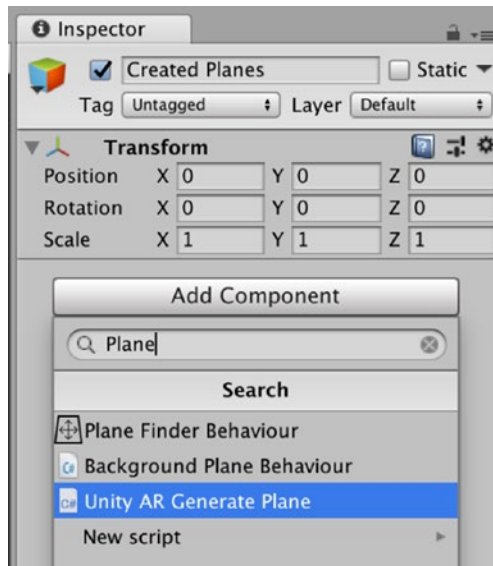 Inspector
Created Planes Static
Tag Untagged Layer Default
Transform
Position X 0 Y 0 Z 0
Rotation X 0 Y 0 Z 0
Scale X 1 Y 1 Z 1
Add Component
Plane
Search
Plane Finder Behaviour
C# Background Plane Behaviour
C# Unity AR Generate Plane
New script